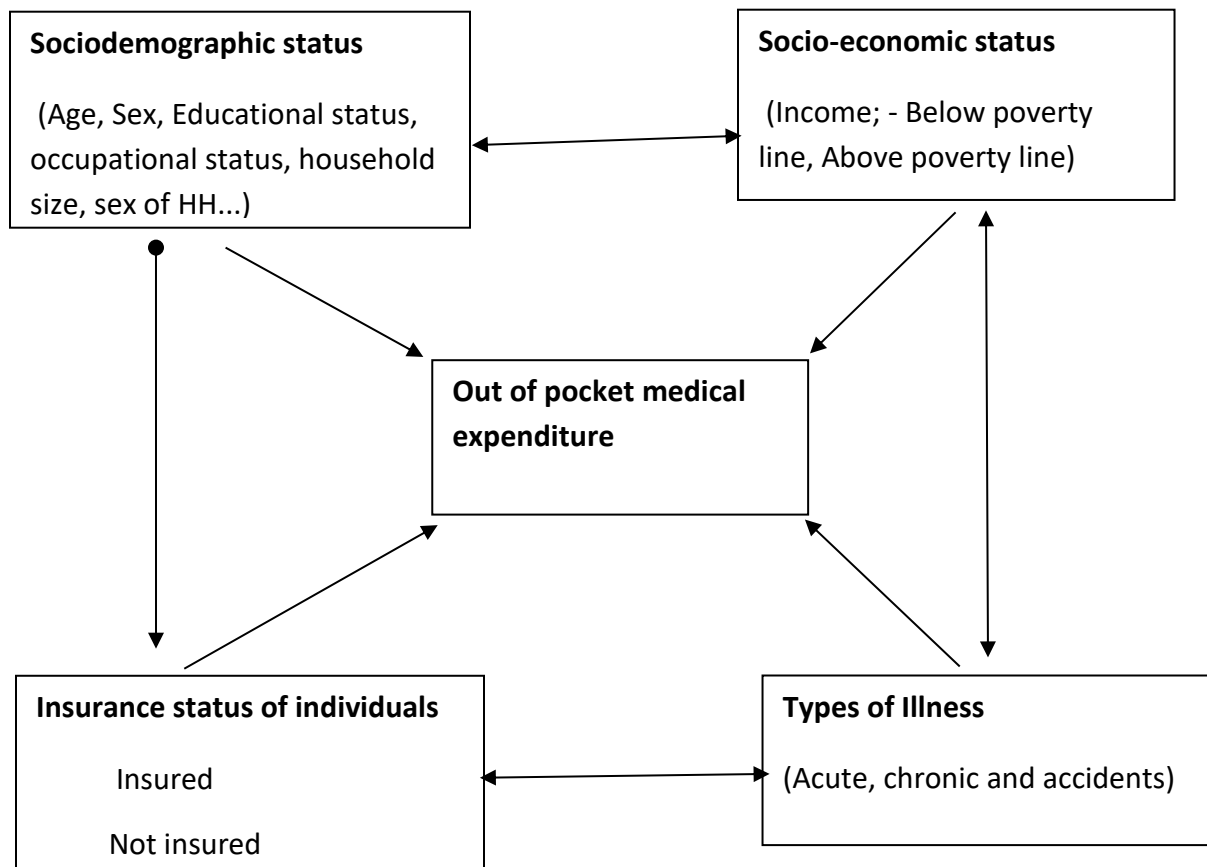 Sociodemographic status
(Age, Sex, Educational status,
occupational status, household
size, sex of HH...)
Socio-economic status
(Income; - Below poverty
line, Above poverty line)
Out of pocket medical
expenditure
Insurance status of individuals
Insured
Not insured
Types of Illness
(Acute, chronic and accidents)